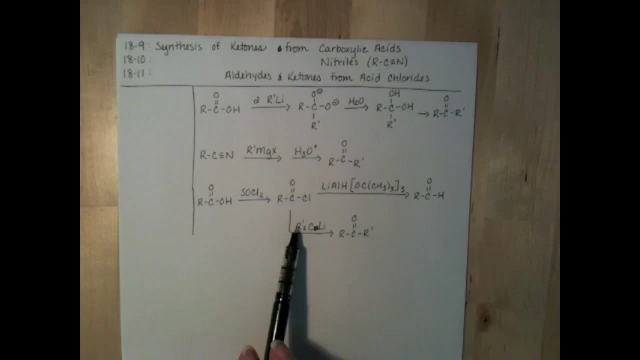 18-9: Synthesis of Ketones from Carboxylic Acids
18-10: Nitriles (R-C≡N)
18-11: Aldehydes & Ketones from Acid Chlorides
O O⊖ OH O
R-C-OH 2 R'Li R-C-O⊖ H2O R-C-OH → R-C-R'
R' R'
R-C≡N R'MgX H3O+ O
R-C-R'
O O O
R-C-OH SOCl2 R-C-Cl LiAlH[OC(CH3)3]3 R-C-H
R'2CuLi O
R-C-R'